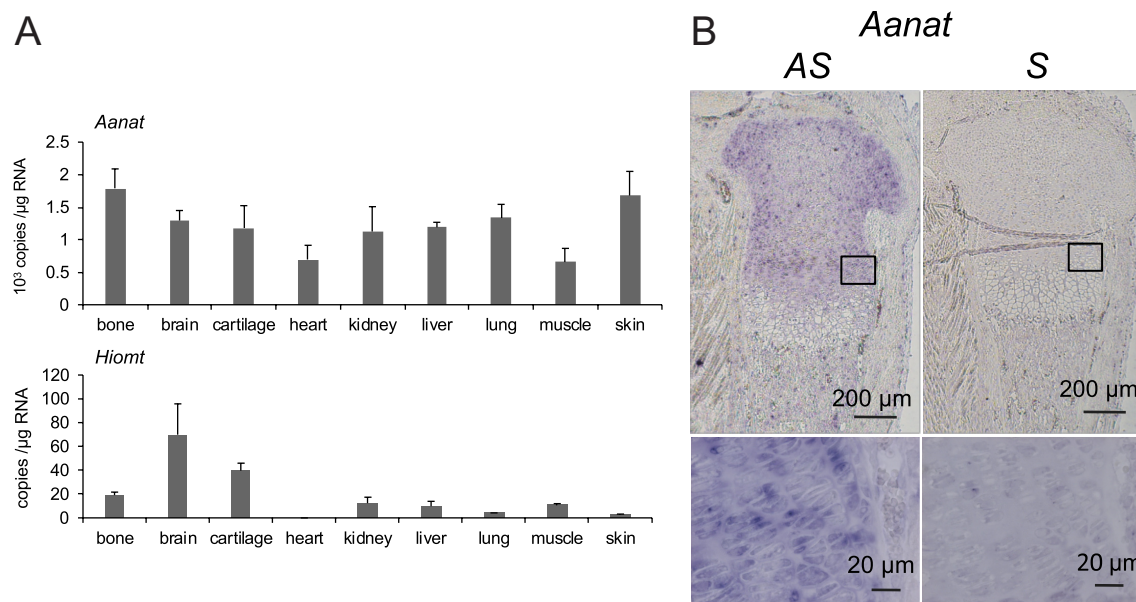 A
Aanat
10³ copies /µg RNA
2.5
2
1.5
1
0.5
0
bone brain cartilage heart kidney liver lung muscle skin
Hiomt
copies /µg RNA
120
100
80
60
40
20
0
bone brain cartilage heart kidney liver lung muscle skin
B
Aanat
AS S
200 µm 200 µm
20 µm 20 µm